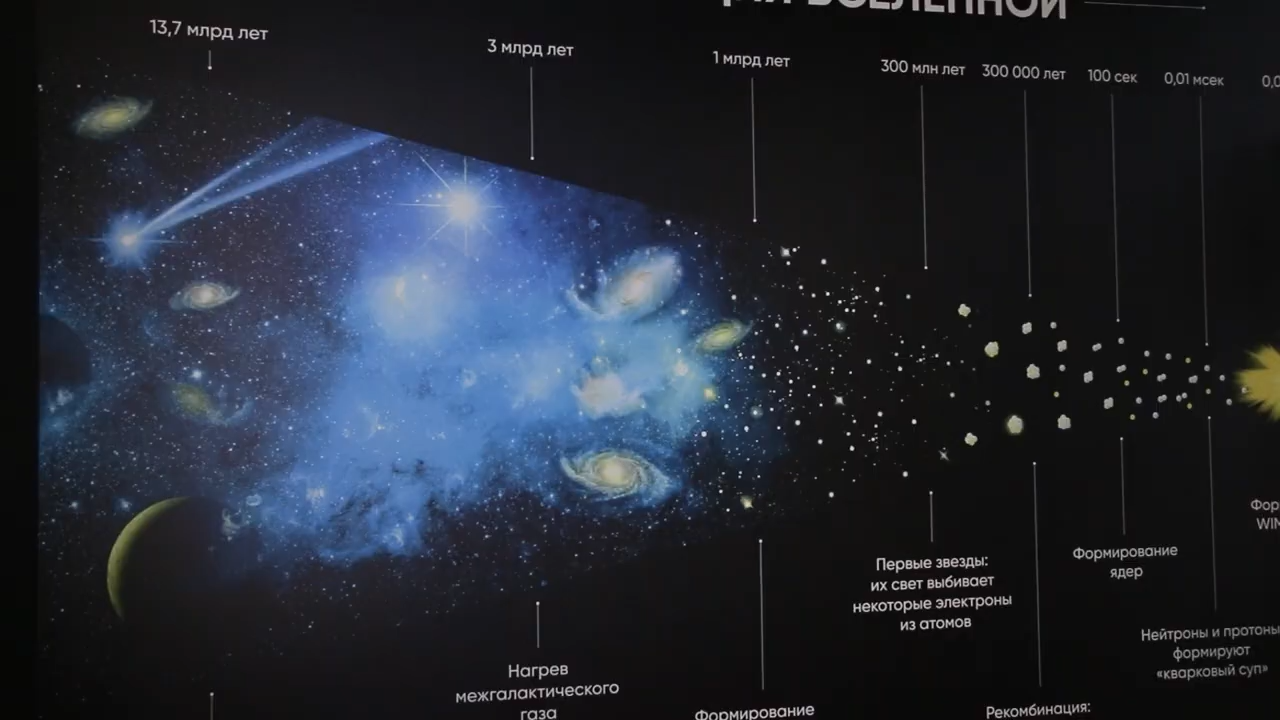 ВСЕЛЕННОЙ
13,7 млрд лет
3 млрд лет
1 млрд лет
300 млн лет
300 000 лет
100 сек
0,01 мсек
Первые звезды:
их свет выбивает
некоторые электроны
из атомов
Формирование
ядер
Нейтроны и протоны
формируют
«кварковый суп»
Нагрев
межгалактического
газа
Формирование
Рекомбинация: